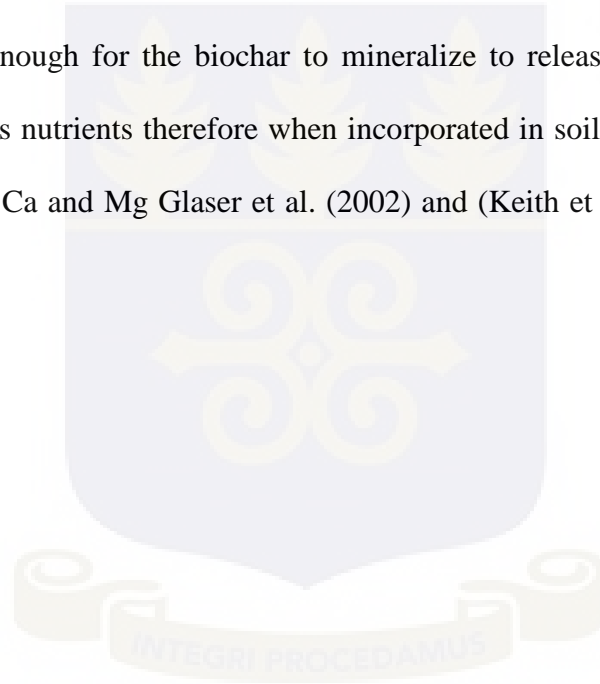 nough for the biochar to mineralize to releas
s nutrients therefore when incorporated in soil
Ca and Mg Glaser et al. (2002) and (Keith et
INTEGRI PROCEDAMUS